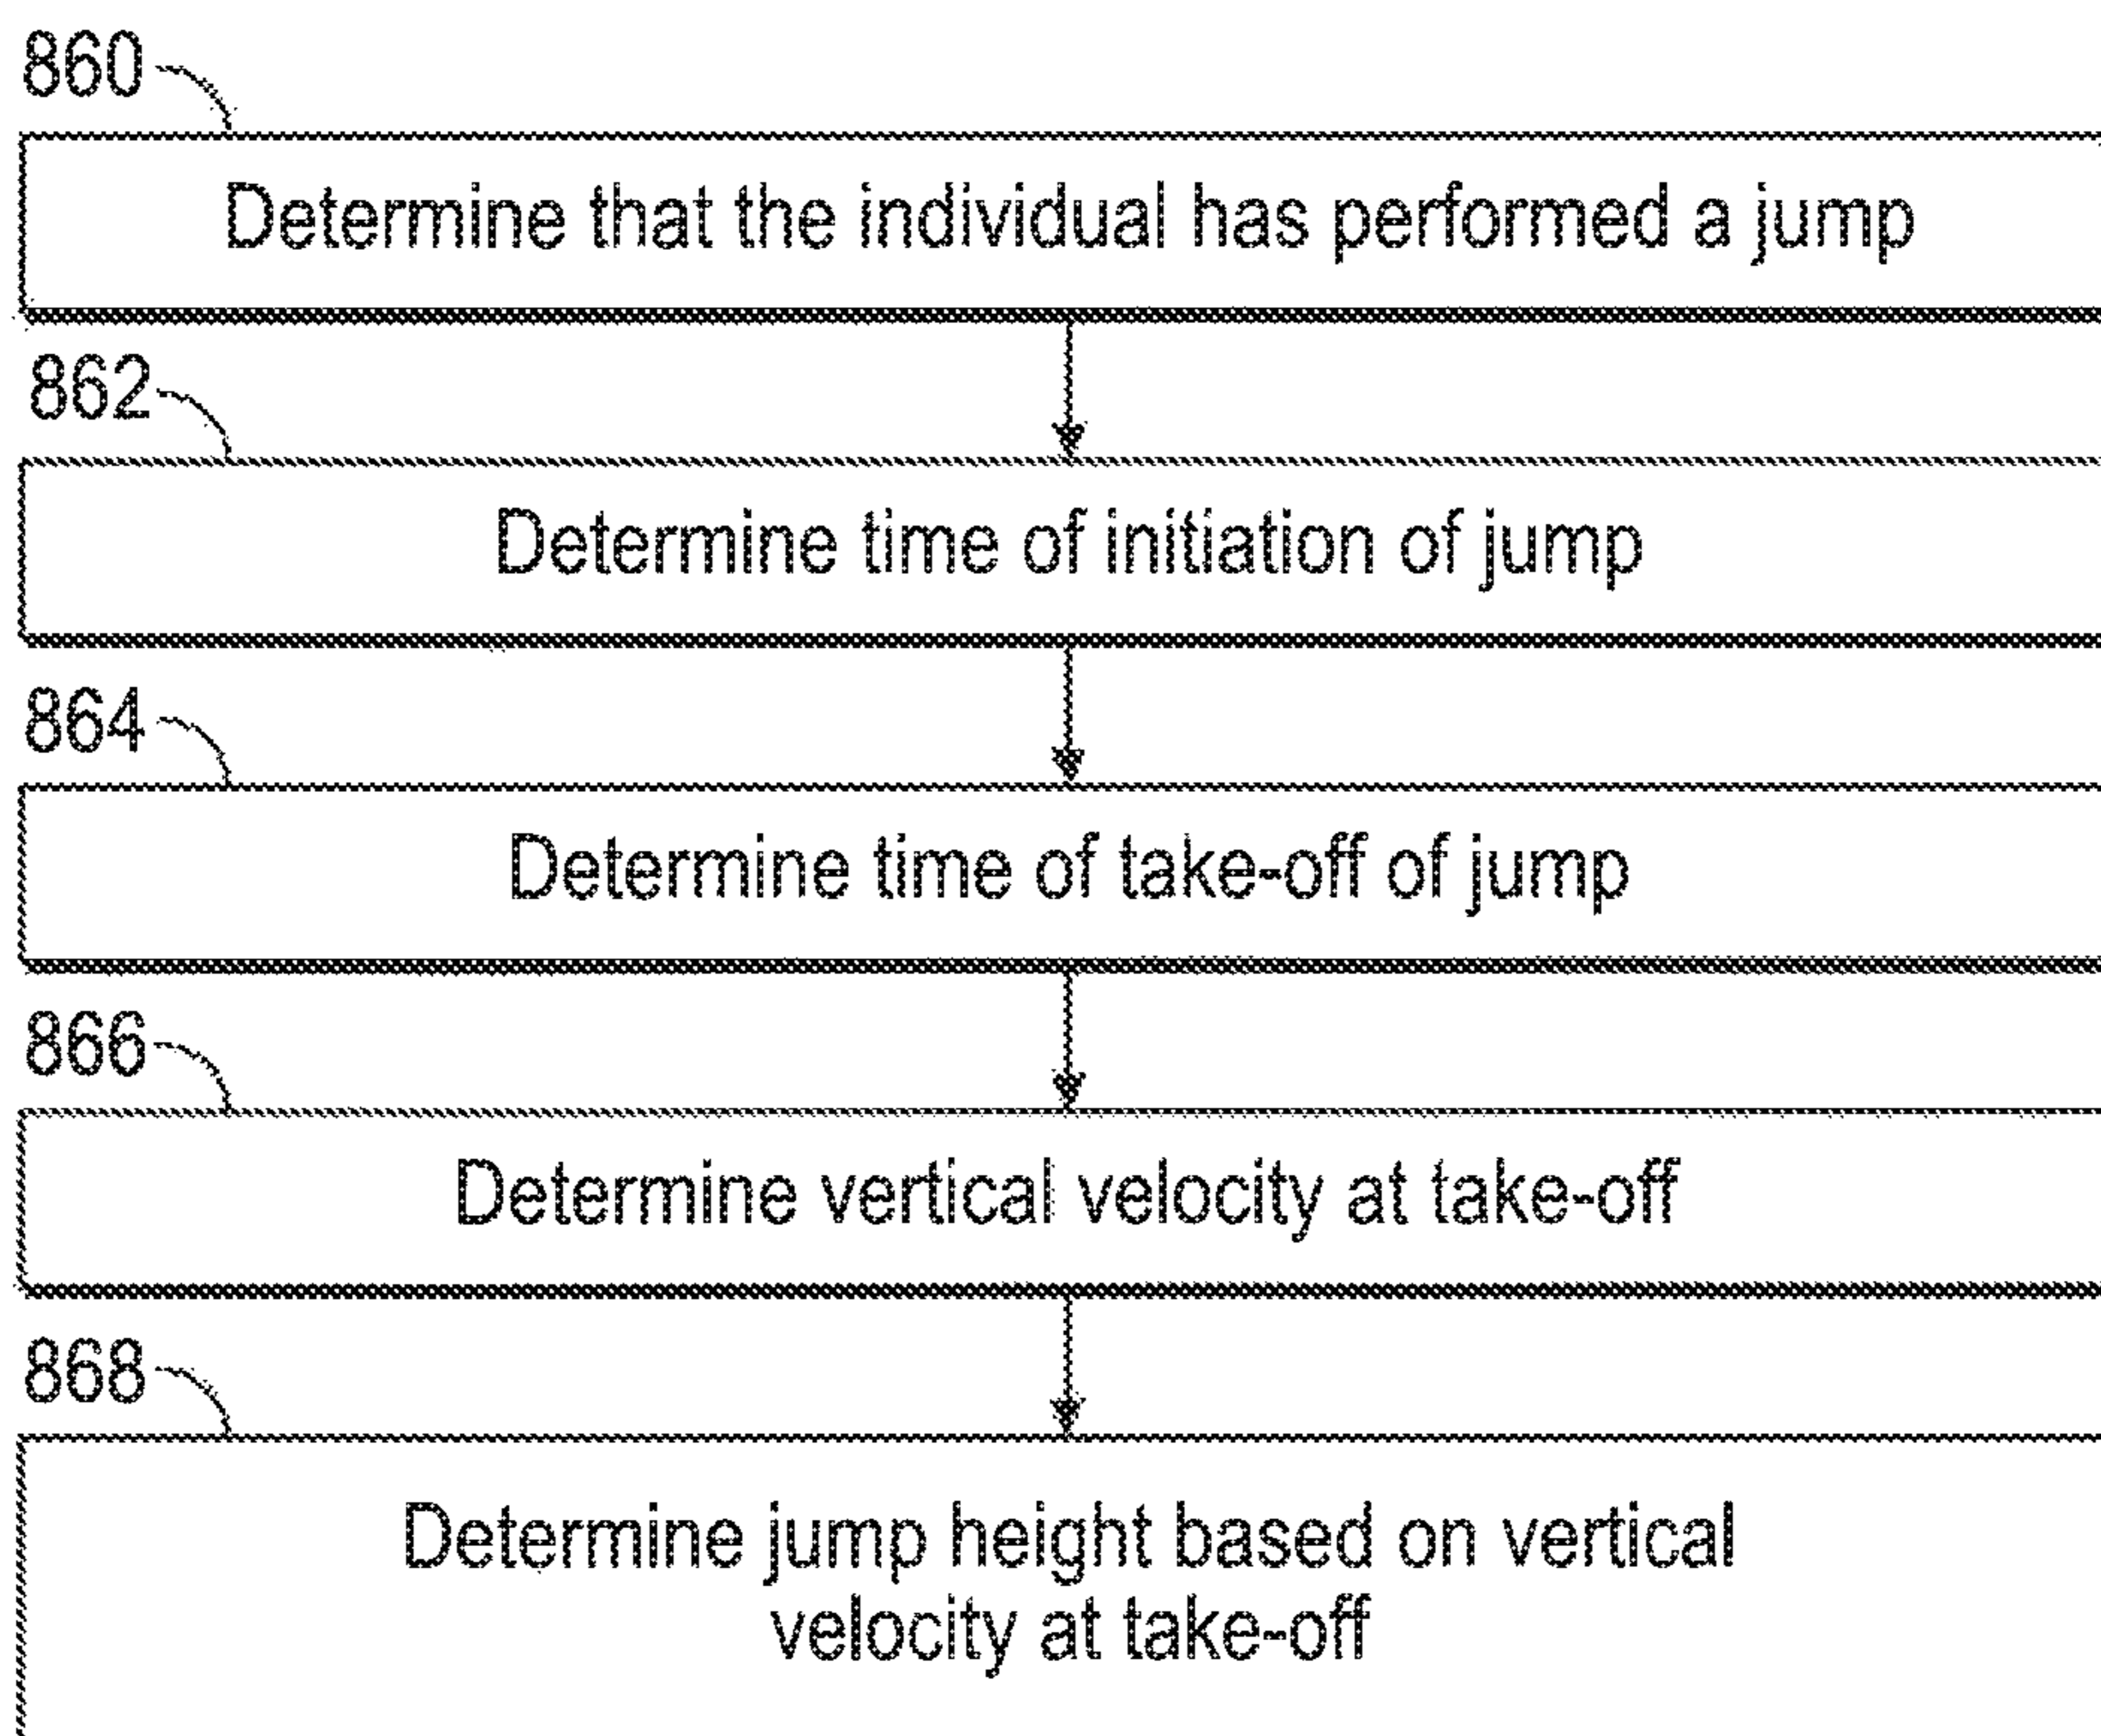 860
Determine that the individual has performed a jump
862
Determine time of initiation of jump
864
Determine time of take-off of jump
866
Determine vertical velocity at take-off
868
Determine jump height based on vertical
velocity at take-off